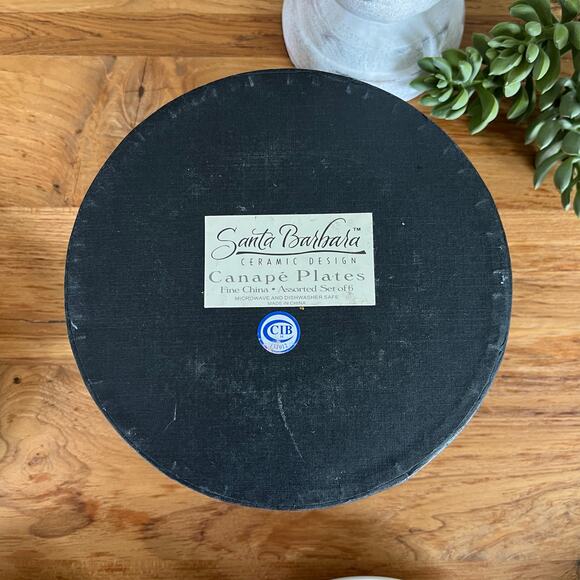 Santa Barbara™
CERAMIC DESIGN
Canapé Plates
Fine China • Assorted Set of 6
MICROWAVE AND DISHWASHER SAFE
MADE IN CHINA
CIB